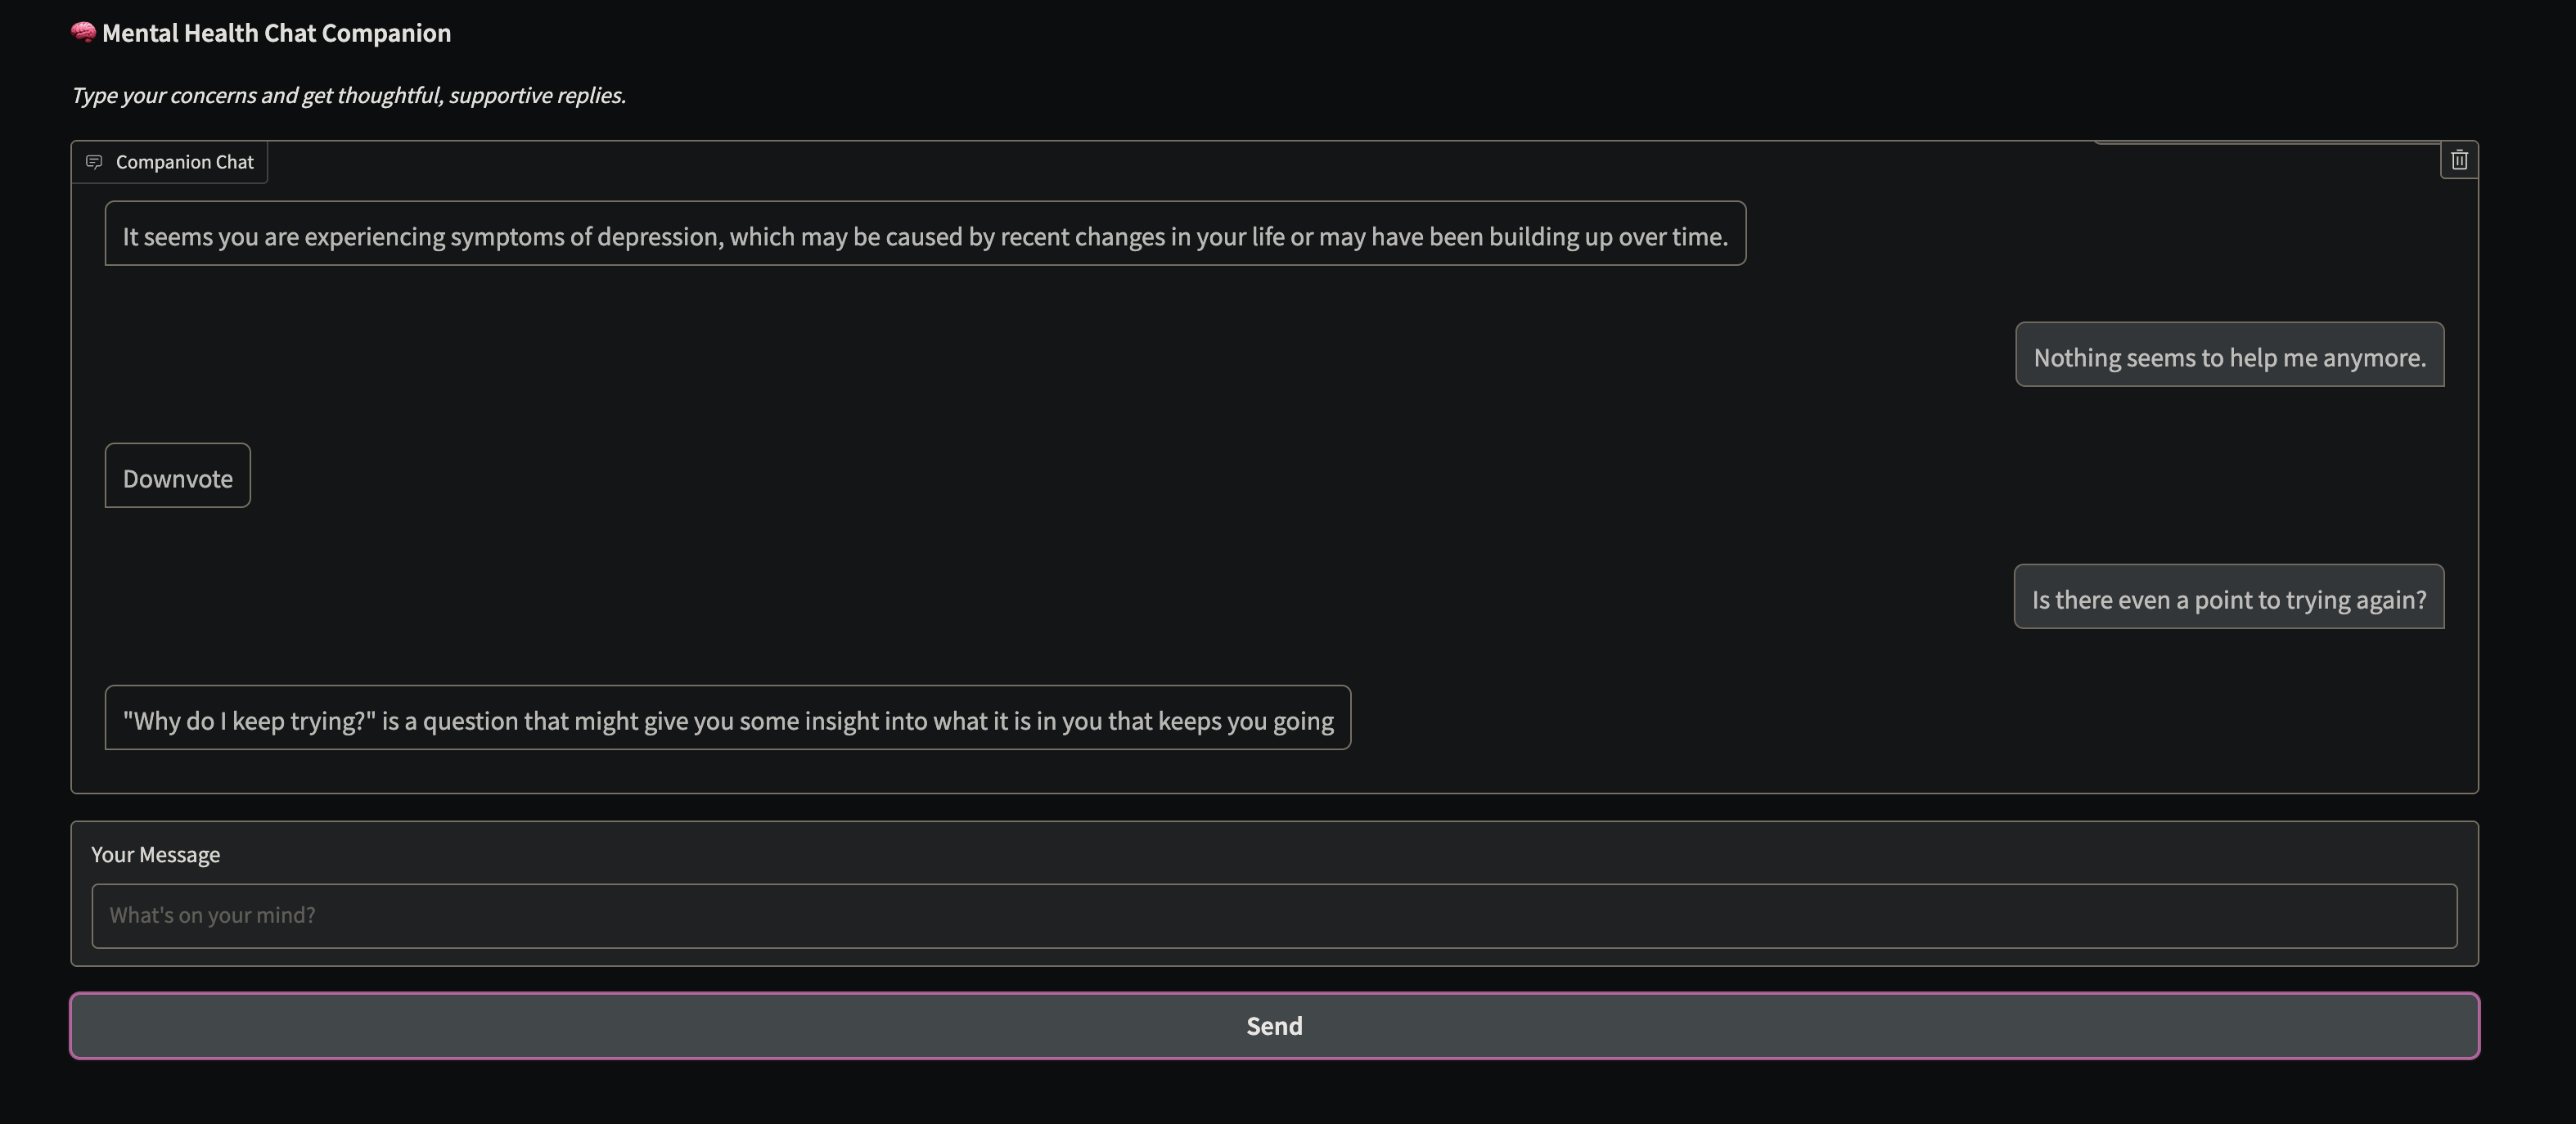 🧠 Mental Health Chat Companion
Type your concerns and get thoughtful, supportive replies.
Companion Chat
It seems you are experiencing symptoms of depression, which may be caused by recent changes in your life or may have been building up over time.
Nothing seems to help me anymore.
Downvote
Is there even a point to trying again?
"Why do I keep trying?" is a question that might give you some insight into what it is in you that keeps you going
Your Message
What's on your mind?
Send